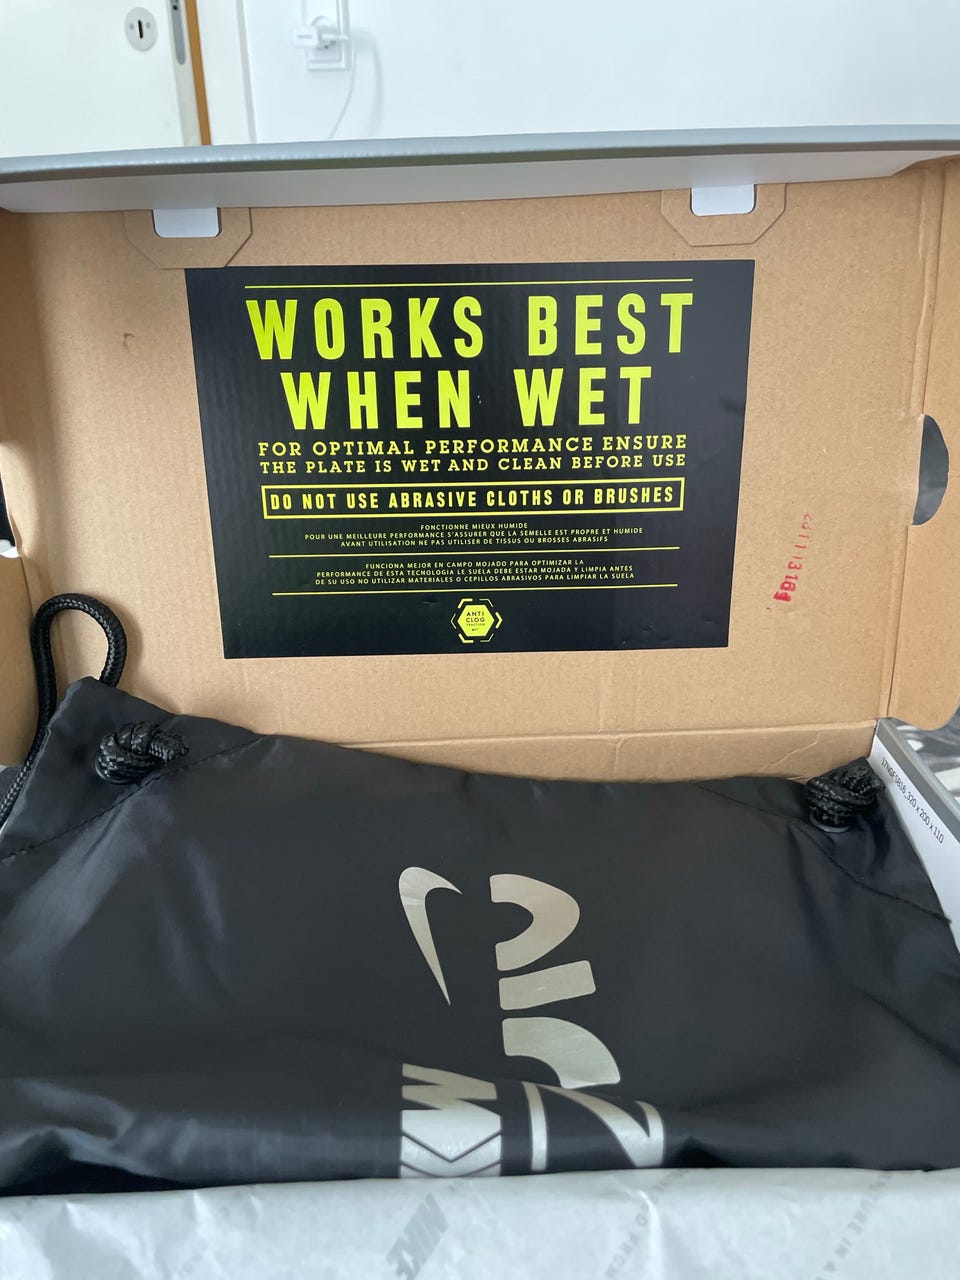 WORKS BEST
WHEN WET
FOR OPTIMAL PERFORMANCE ENSURE
THE PLATE IS WET AND CLEAN BEFORE USE
DO NOT USE ABRASIVE CLOTHS OR BRUSHES
FONCTIONNE MIEUX HUMIDE
POUR UNE MEILLEURE PERFORMANCE S'ASSURER QUE LA SEMELLE EST PROPRE ET HUMIDE
AVANT UTILISATION NE PAS UTILISER DE TISSUS OU BROSSES ABRASIFS
FUNCIONA MEJOR EN CAMPO MOJADO PARA OPTIMIZAR LA
PERFORMANCE DE ESTA TECNOLOGIA LE SUELA DEBE ESTAR MOJADA Y LIMPIA ANTES
DE SU USO NO UTILIZAR MATERIALES O CEPILLOS ABRASIVOS PARA LIMPIAR LA SUELA
ANTI
CLOG
TRACTION
air
NIKE